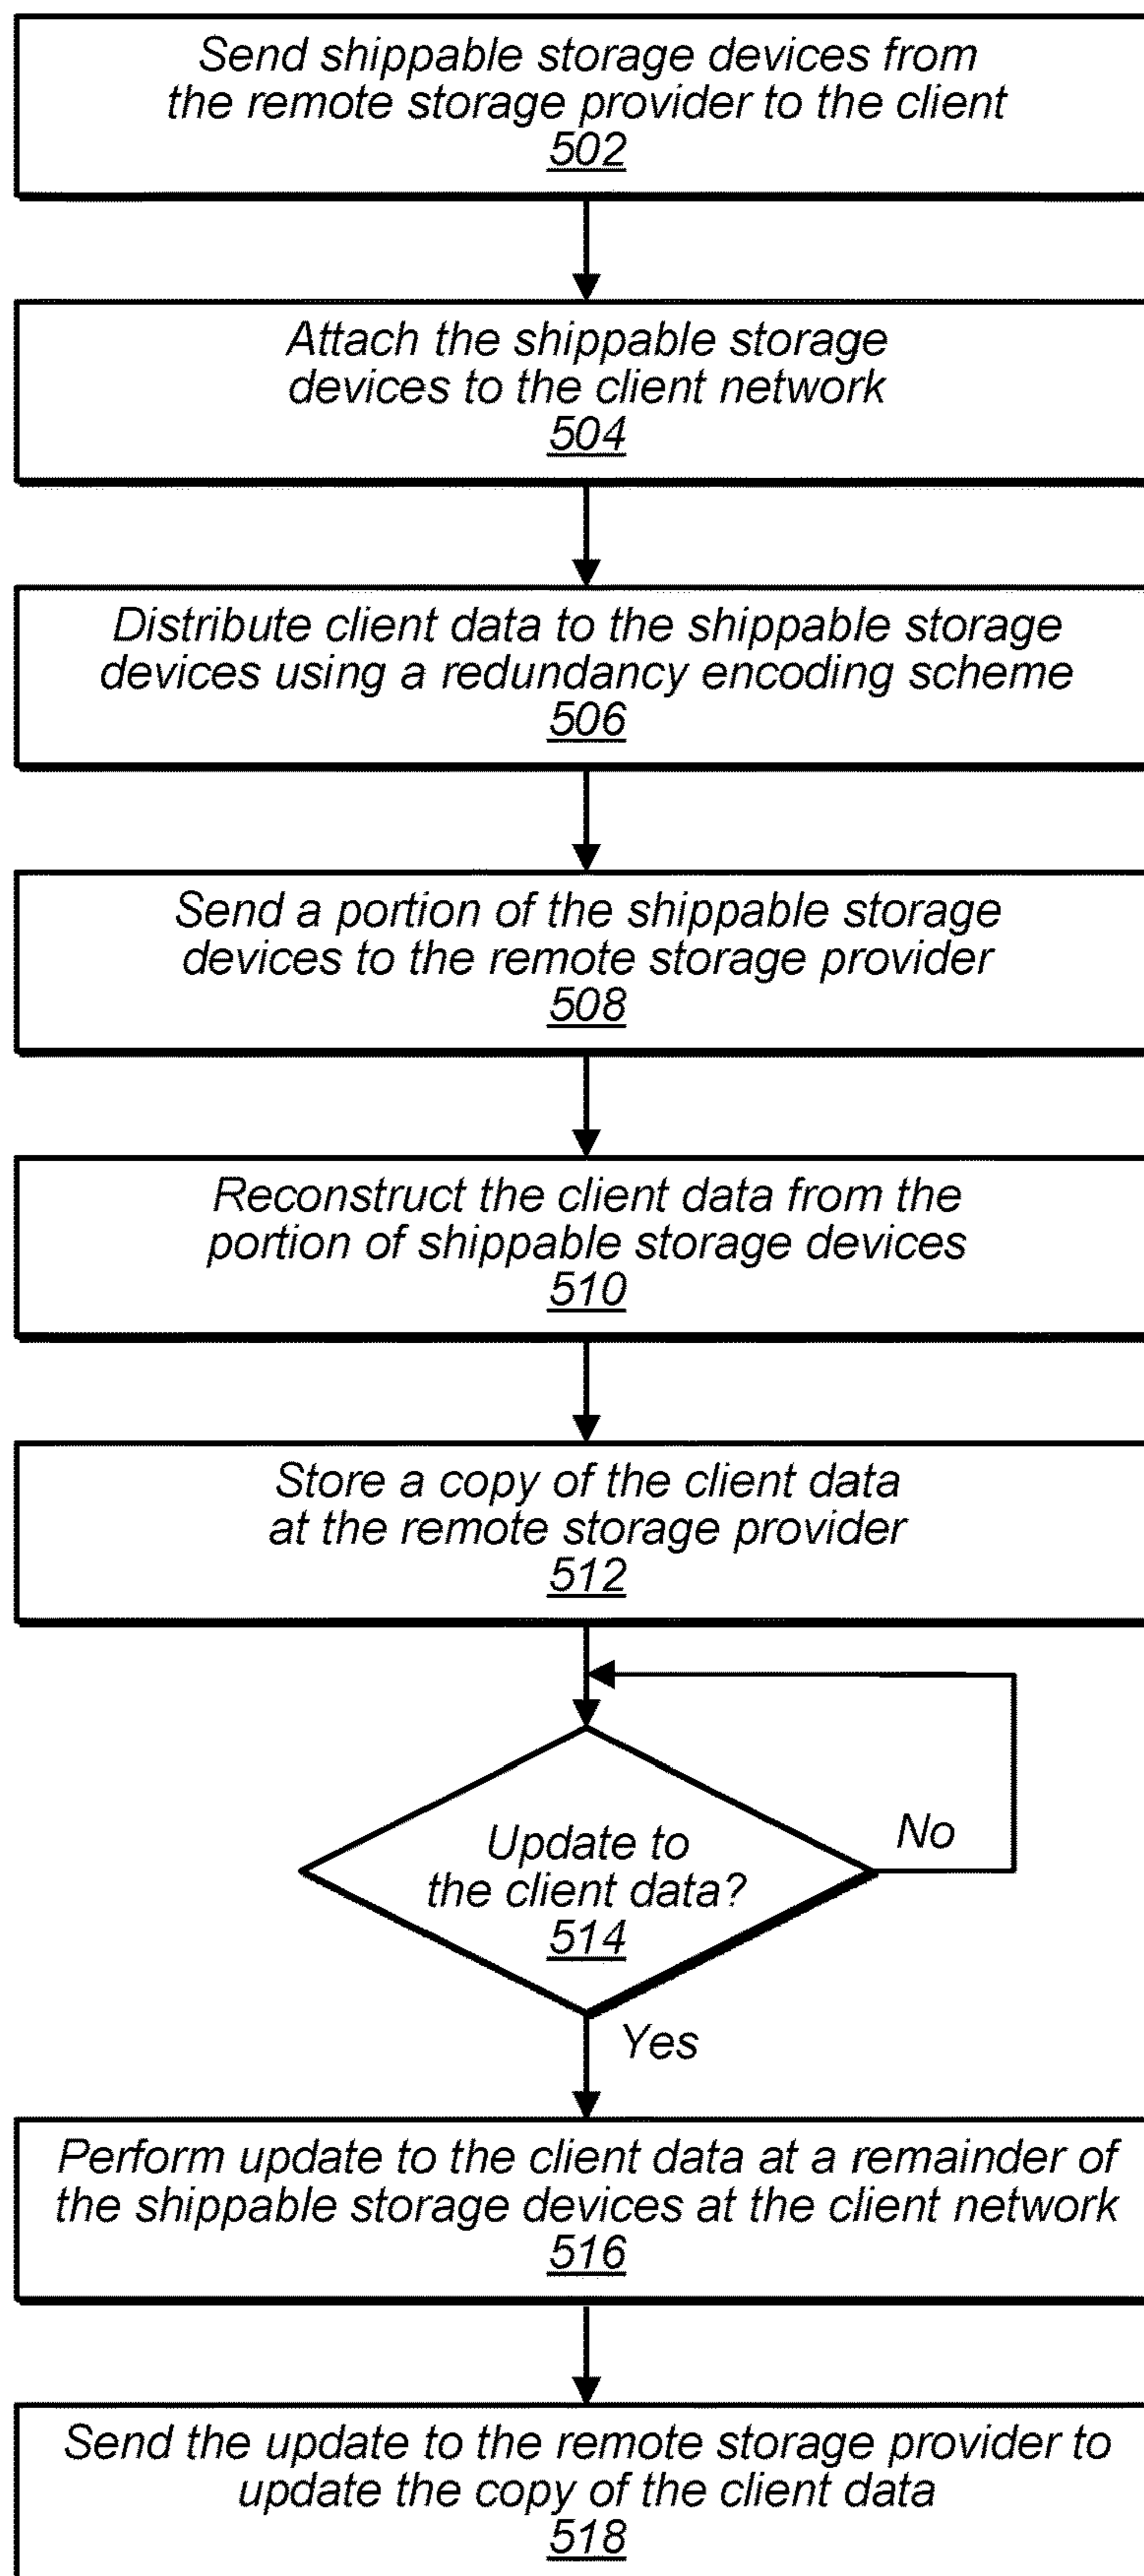 Send shippable storage devices from
the remote storage provider to the client
502
Attach the shippable storage
devices to the client network
504
Distribute client data to the shippable storage
devices using a redundancy encoding scheme
506
Send a portion of the shippable storage
devices to the remote storage provider
508
Reconstruct the client data from the
portion of shippable storage devices
510
Store a copy of the client data
at the remote storage provider
512
Update to
the client data?
514
No
Yes
Perform update to the client data at a remainder of
the shippable storage devices at the client network
516
Send the update to the remote storage provider to
update the copy of the client data
518